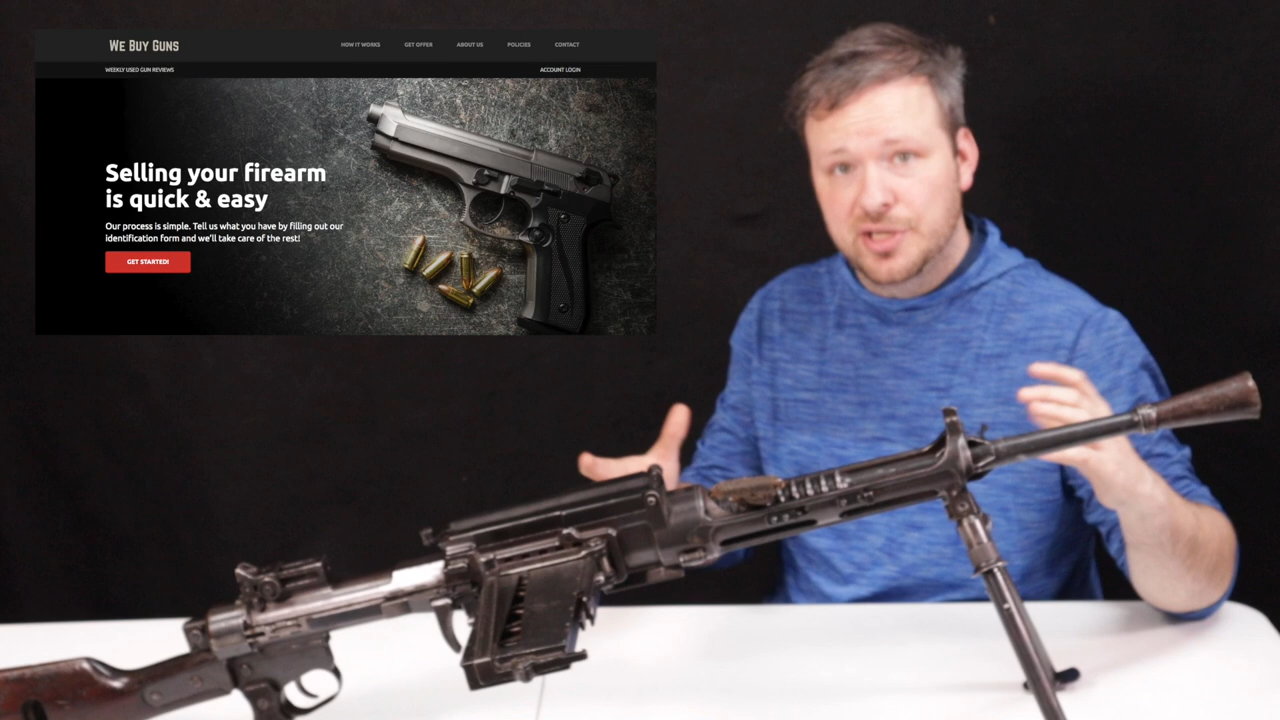 WE BUY GUNS
HOW IT WORKS GET OFFER ABOUT US POLICIES CONTACT
WEEKLY USED GUN REVIEWS ACCOUNT LOGIN
Selling your firearm
is quick & easy
Our process is simple. Tell us what you have by filling out our
identification form and we'll take care of the rest!
GET STARTED!